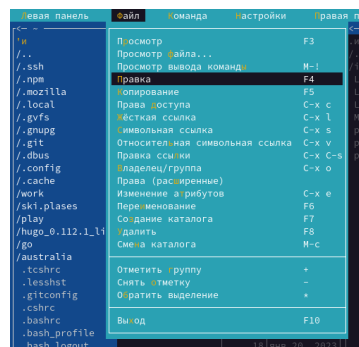 Левая панель Файл Команда Настройки Правая п
'и
/..
/.ssh
/.npm
/.mozilla
/.local
/.gvfs
/.gnupg
/.git
/.dbus
/.config
/.cache
/work
/ski.plases
/play
/hugo_0.112.1_li
/go
/australia
.tcshrc
.lesshst
.gitconfig
.cshrc
.bashrc
.bash_profile
.bash_logout
Просмотр F3
Просмотр файла...
Просмотр вывода команды M-!
Правка F4
Копирование F5
Права доступа C-x c
Жёсткая ссылка C-x l
Символьная ссылка C-x s
Относительная символьная ссылка C-x v
Правка ссылки C-x C-s
Владелец/группа C-x o
Права (расширенные)
Изменение атрибутов C-x e
Переименование F6
Создание каталога F7
Удалить F8
Смена каталога M-c
Отметить группу +
Снять отметку -
Обратить выделение *
Выход F10
18 янв 20, 2023